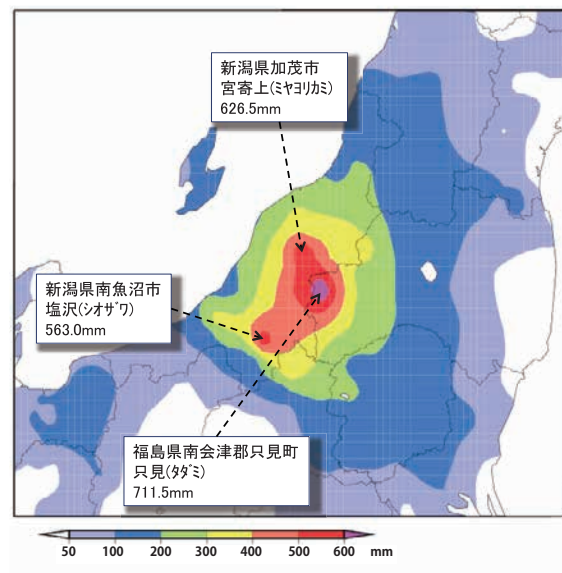 新潟県加茂市
宮寄上(ﾐﾔﾖﾘｶﾐ)
626.5mm
新潟県南魚沼市
塩沢(ｼｵｻﾞﾜ)
563.0mm
福島県南会津郡只見町
只見(ﾀﾀﾞﾐ)
711.5mm
50 100 200 300 400 500 600 mm